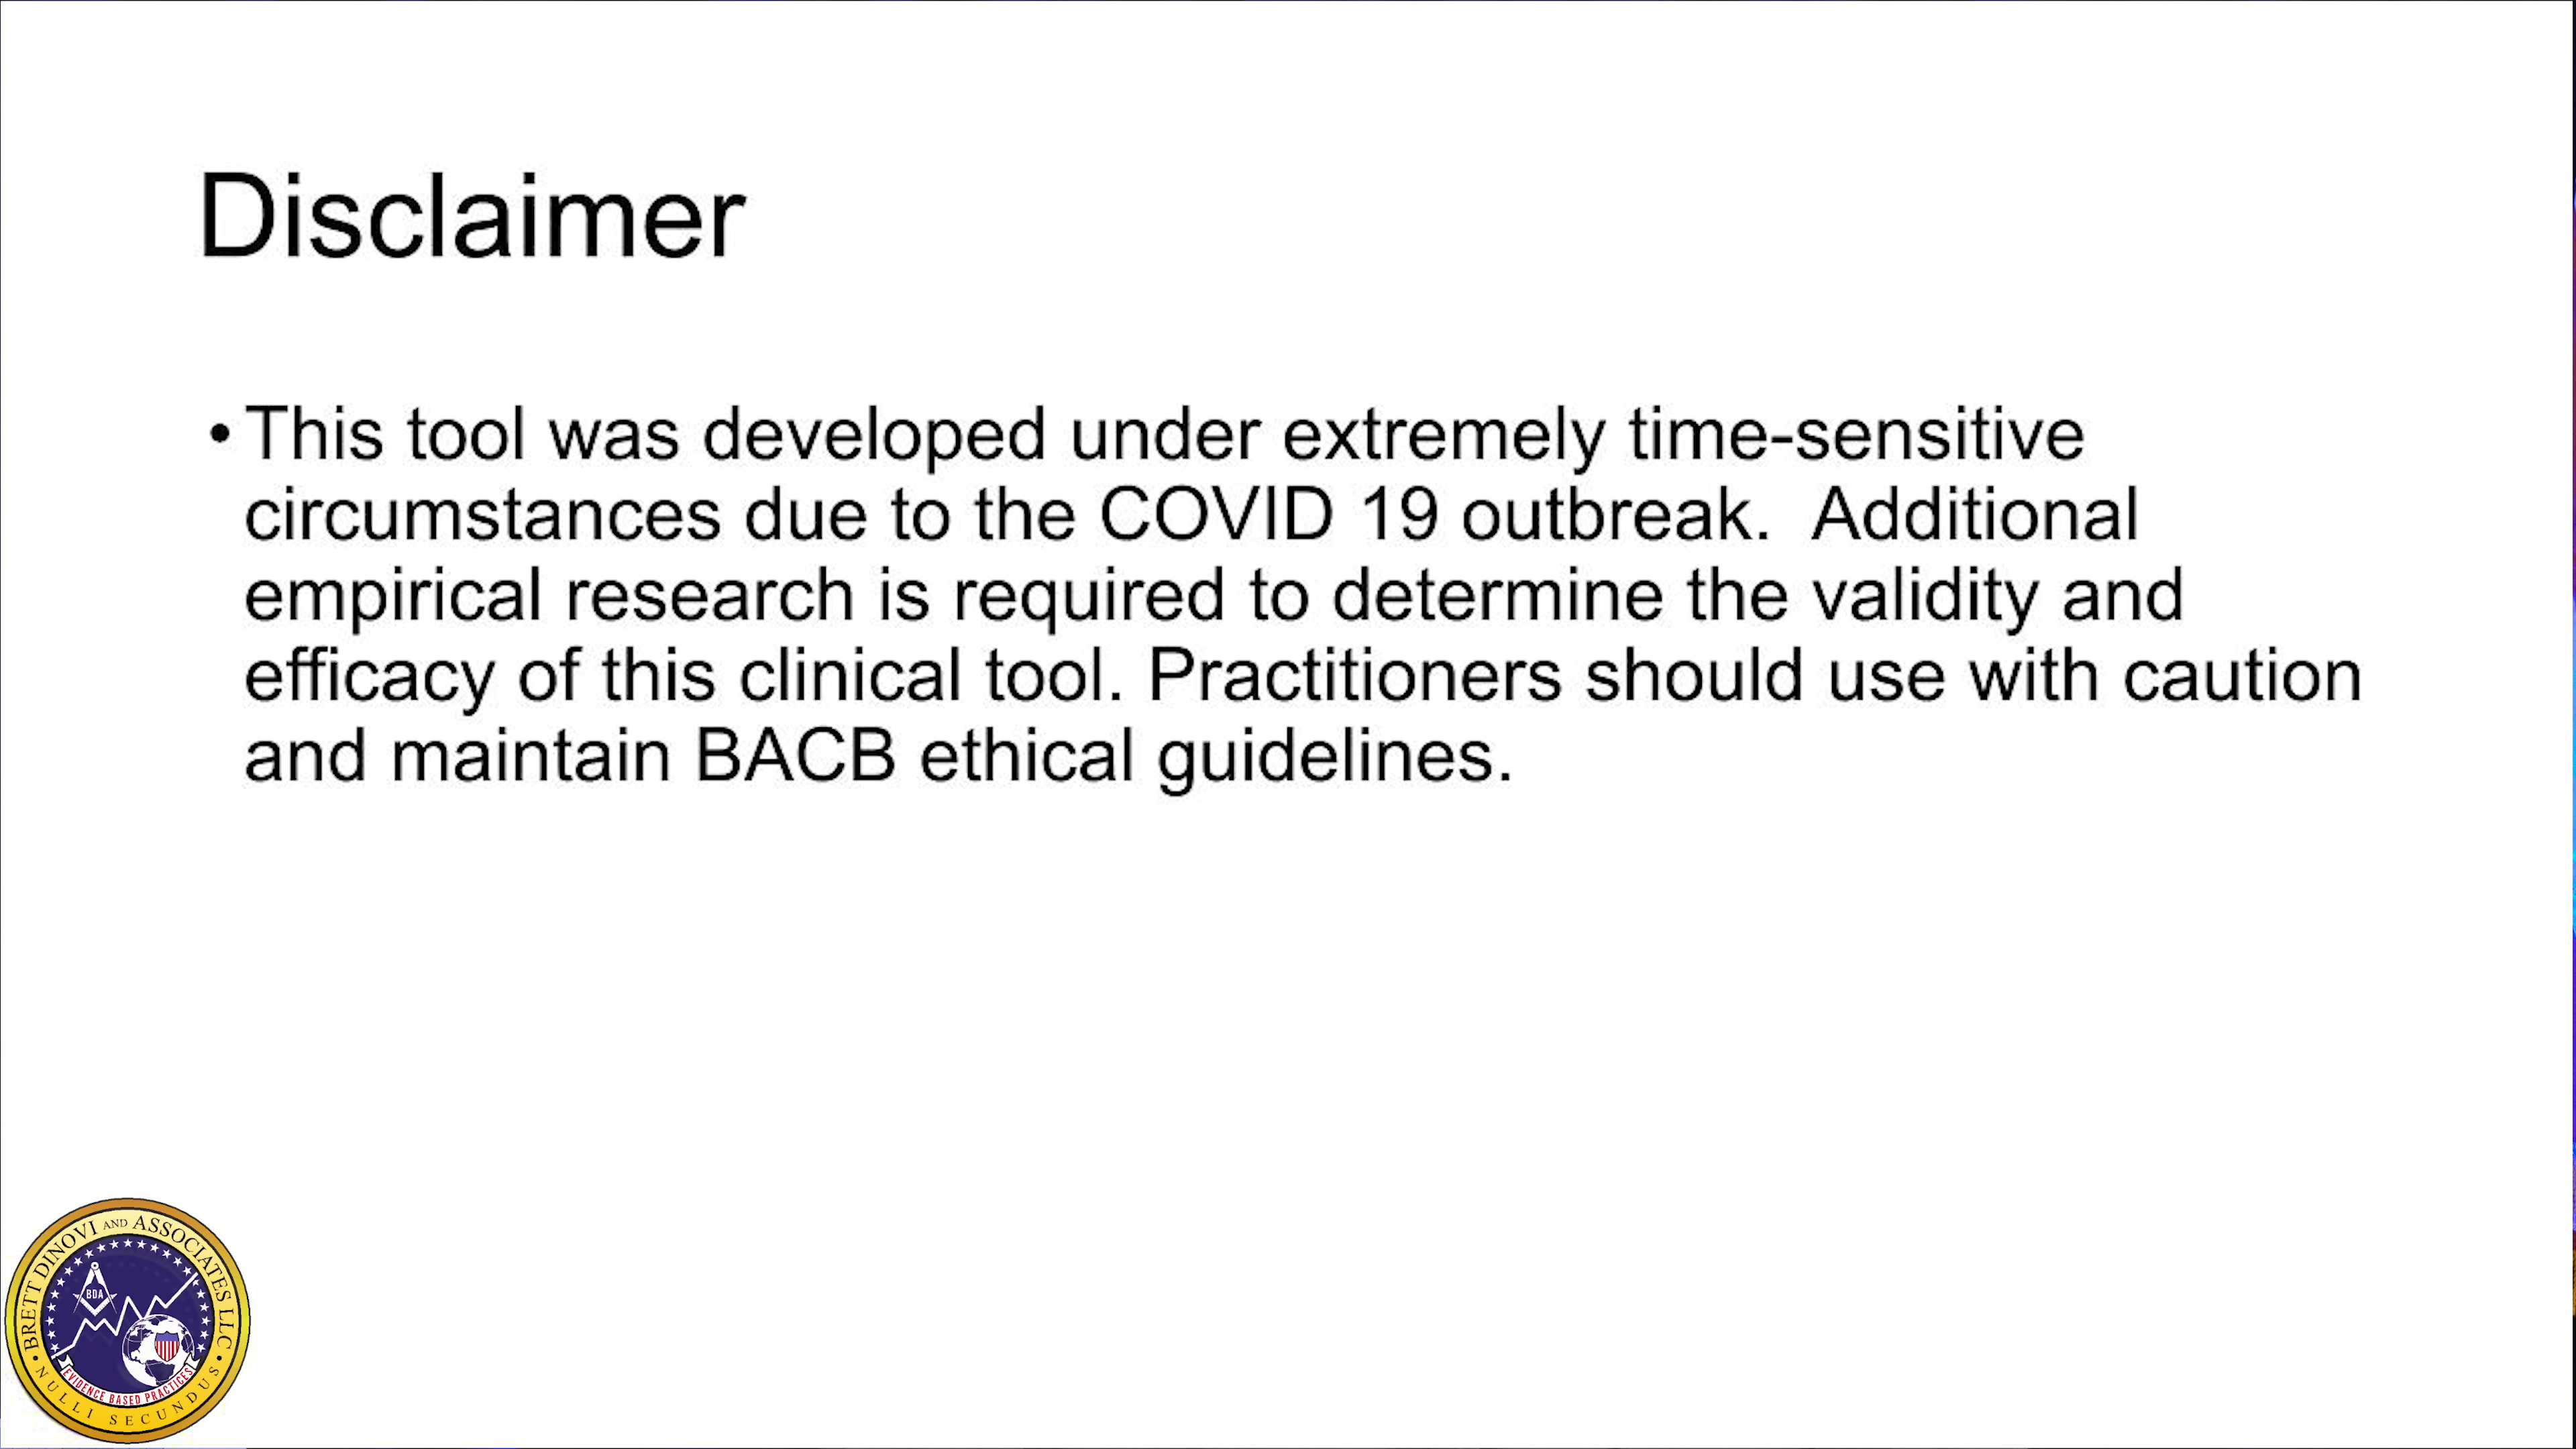 Disclaimer
• This tool was developed under extremely time-sensitive
circumstances due to the COVID 19 outbreak.  Additional
empirical research is required to determine the validity and
efficacy of this clinical tool. Practitioners should use with caution
and maintain BACB ethical guidelines.
BRETT DINOVI AND ASSOCIATES LLC
BDA
EVIDENCE BASED PRACTICES
• NULLI SECUNDUS •